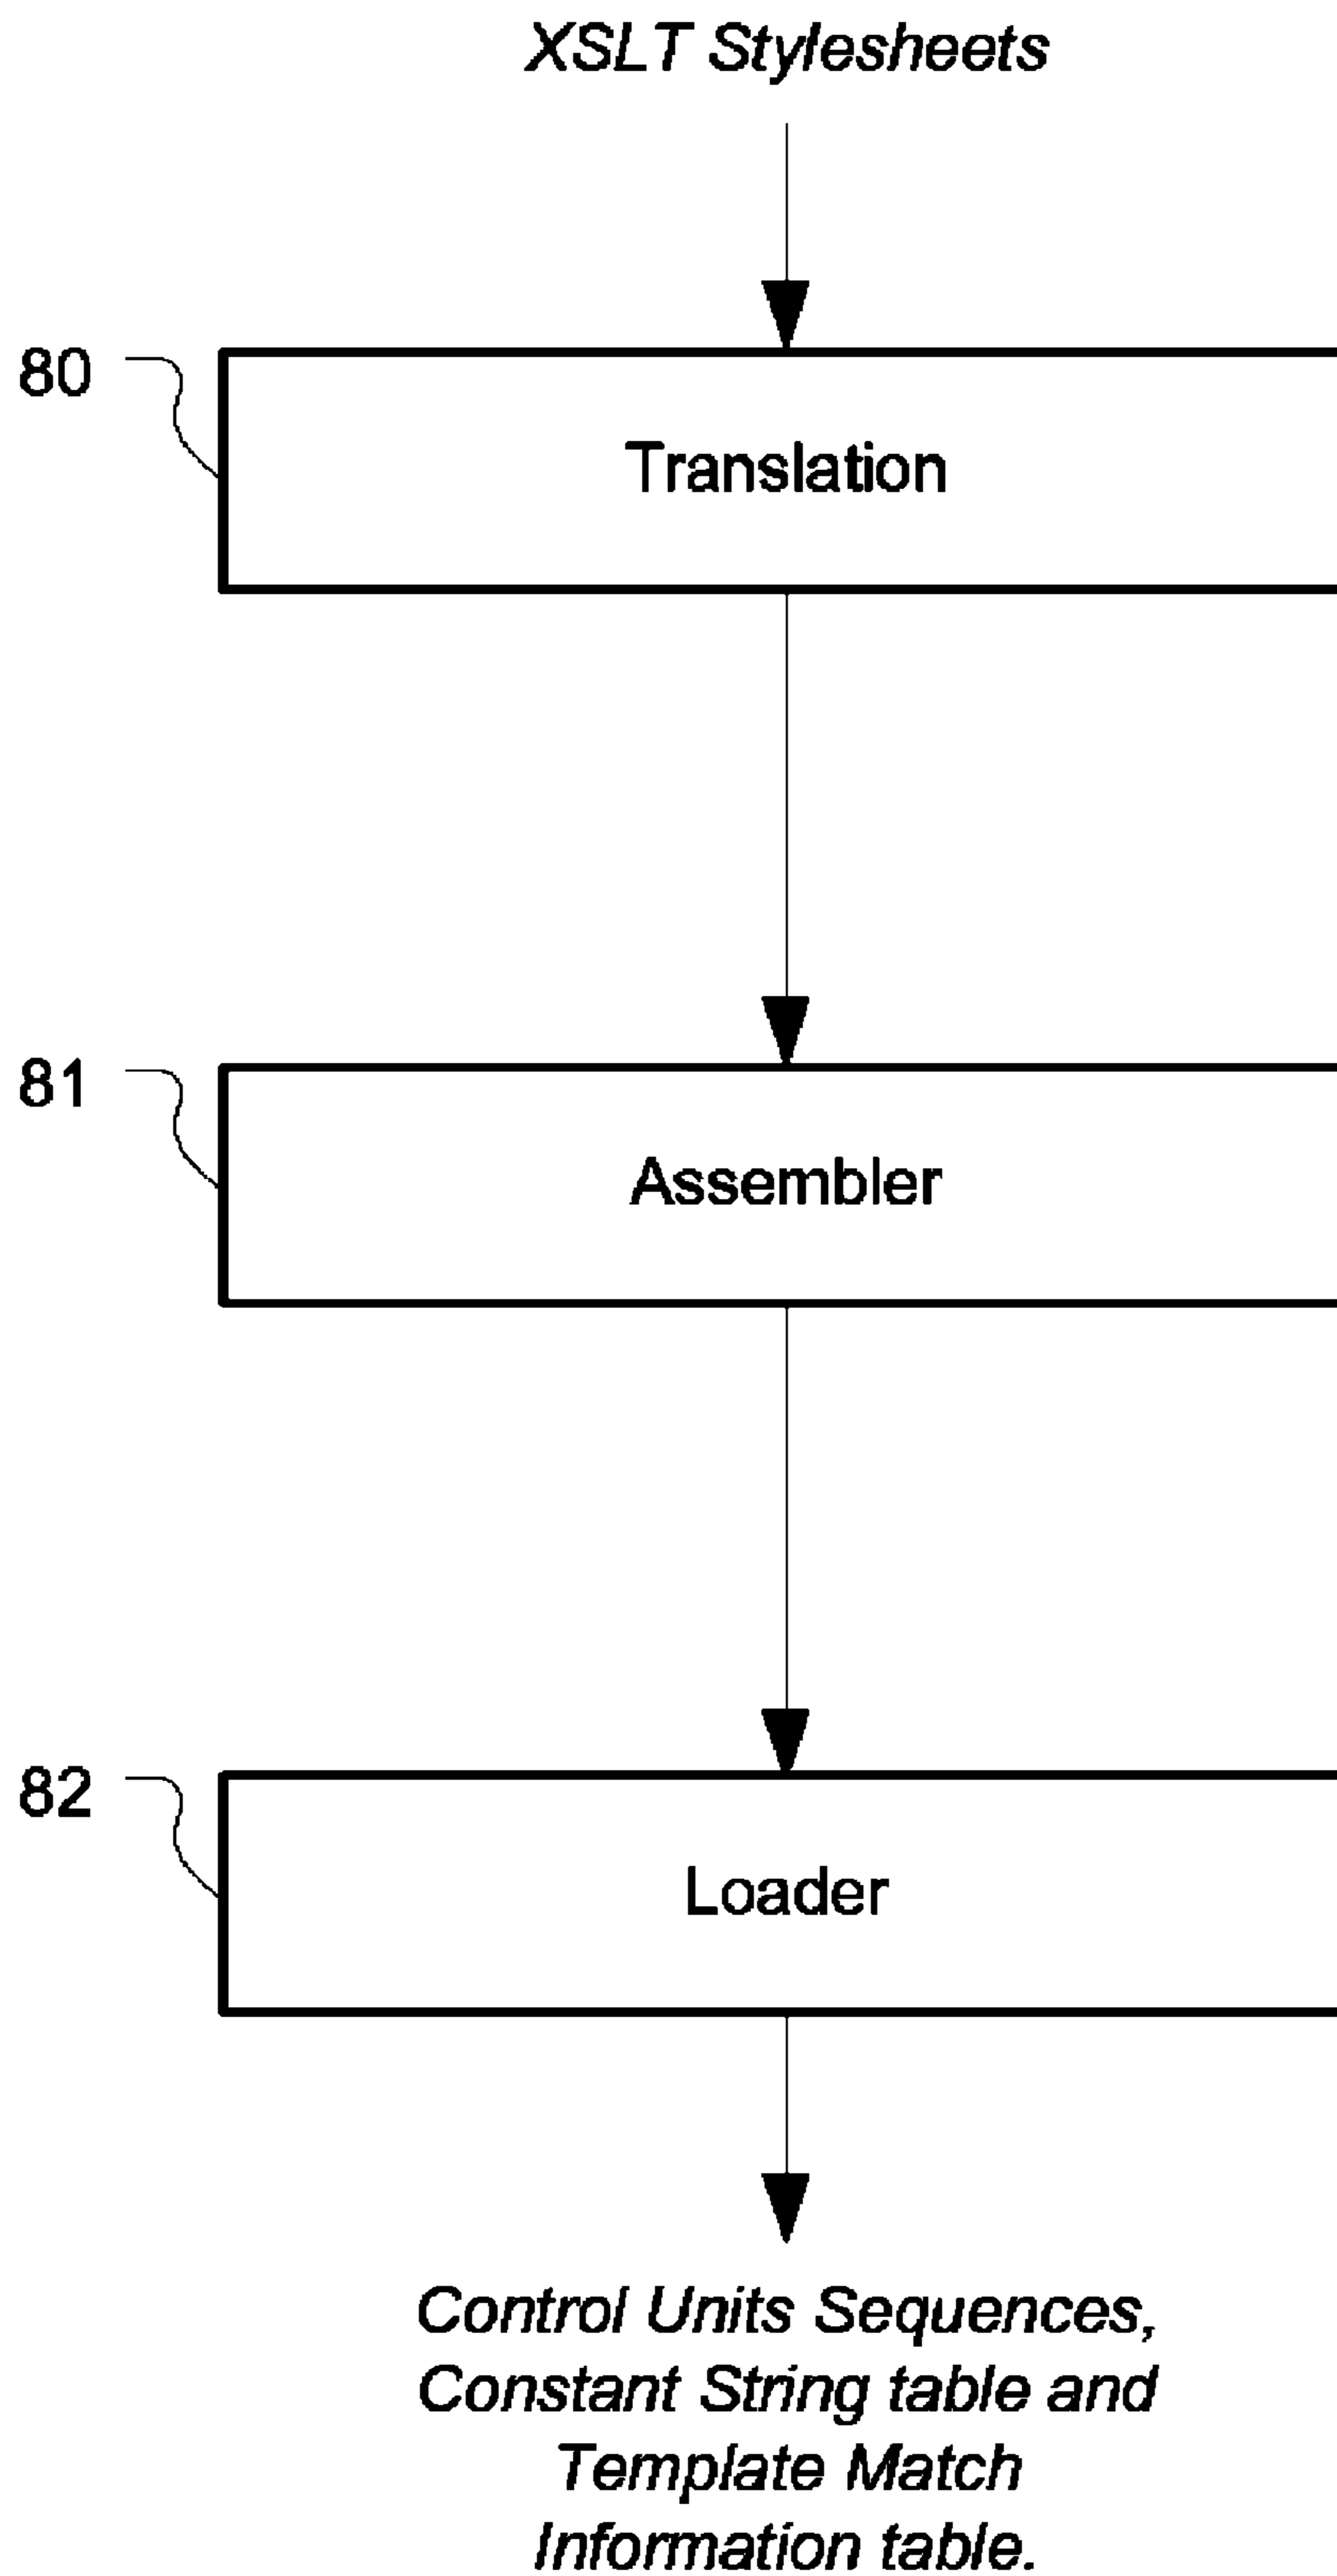 XSLT Stylesheets
80
Translation
81
Assembler
82
Loader
Control Units Sequences,
Constant String table and
Template Match
Information table.